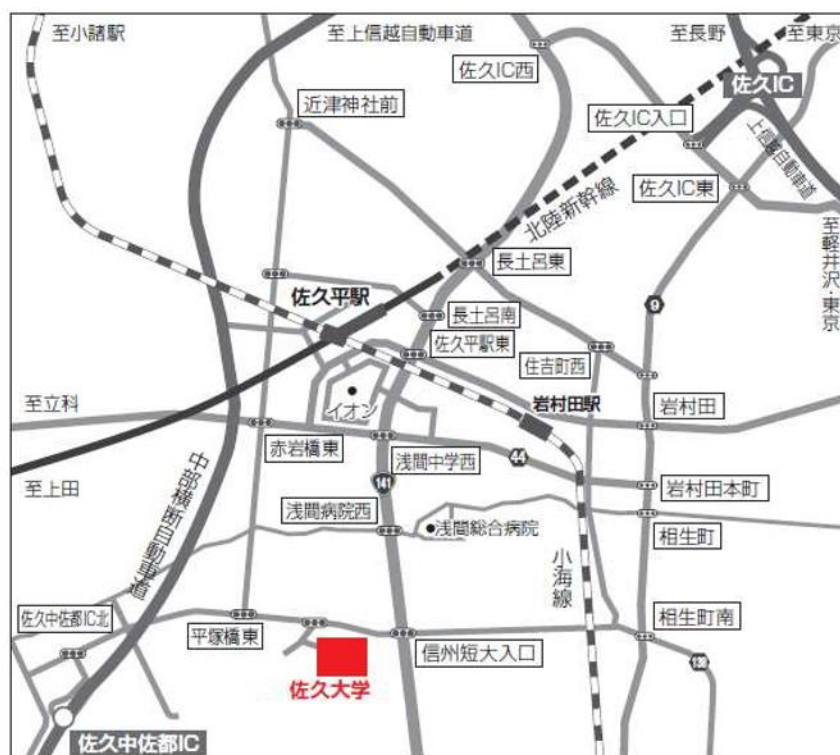 至小諸駅
至上信越自動車道
至長野
至東京
佐久IC西
佐久IC
近津神社前
佐久IC入口
上信越自動車道
佐久IC東
北陸新幹線
至軽井沢・東京
長土呂東
佐久平駅
9
長土呂南
佐久平駅東
住吉町西
イオン
岩村田駅
至立科
岩村田
赤岩橋東
浅間中学西
44
至上田
141
岩村田本町
中部横断自動車道
浅間病院西
浅間総合病院
相生町
小海線
佐久中佐都IC北
平塚橋東
信州短大入口
相生町南
138
佐久大学
佐久中佐都IC